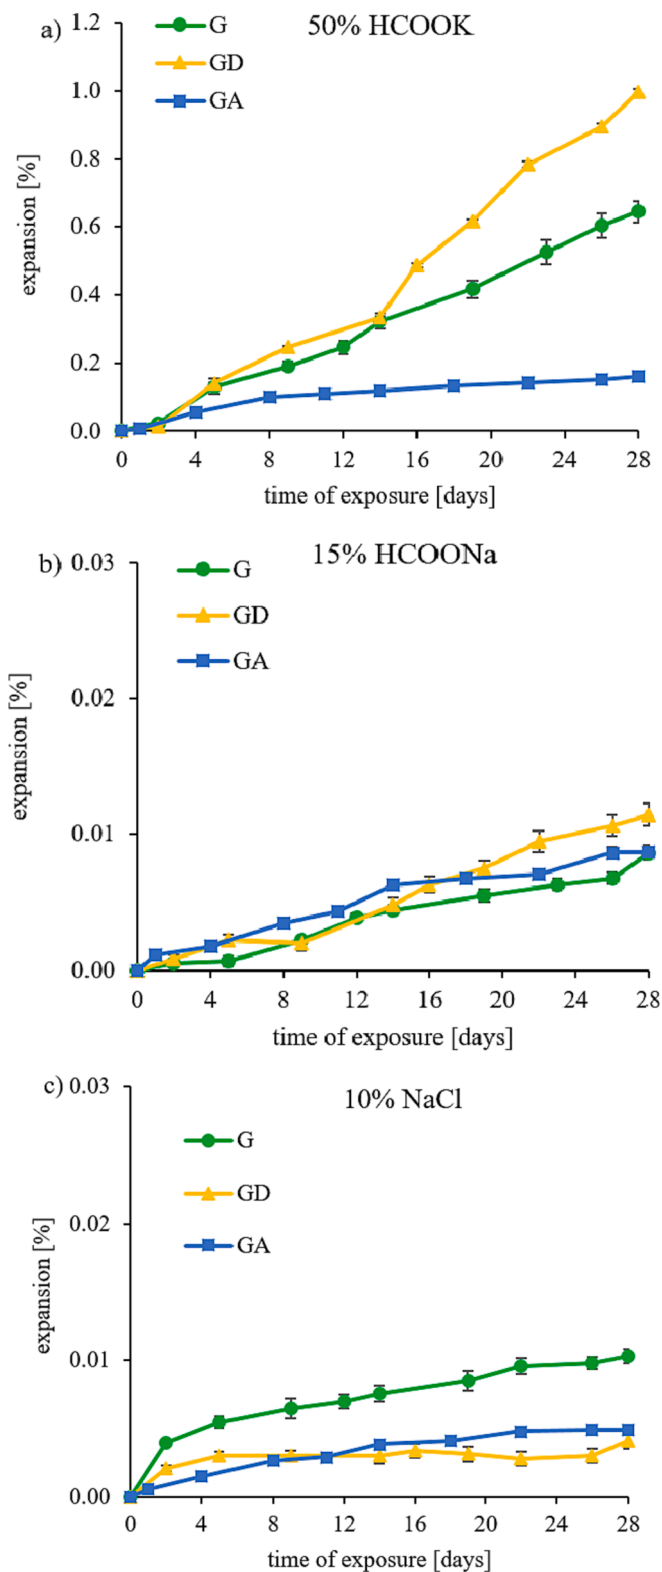 a)
50% HCOOK
G
GD
GA
expansion [%]
1.2
1.0
0.8
0.6
0.4
0.2
0.0
0 4 8 12 16 20 24 28
time of exposure [days]
b)
15% HCOONa
G
GD
GA
expansion [%]
0.03
0.02
0.01
0.00
0 4 8 12 16 20 24 28
time of exposure [days]
c)
10% NaCl
G
GD
GA
expansion [%]
0.03
0.02
0.01
0.00
0 4 8 12 16 20 24 28
time of exposure [days]